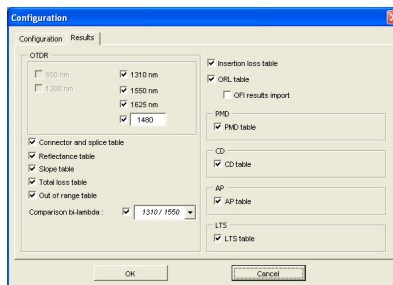 Configuration
Configuration Results
OTDR
850 nm
1310 nm
1300 nm
1550 nm
1625 nm
1480
Connector and splice table
Reflectance table
Slope table
Total loss table
Out of range table
Comparison bi-lambda :
1310 / 1550
Insertion loss table
ORL table
OFI results import
PMD
PMD table
CD
CD table
AP
AP table
LTS
LTS table
OK
Cancel